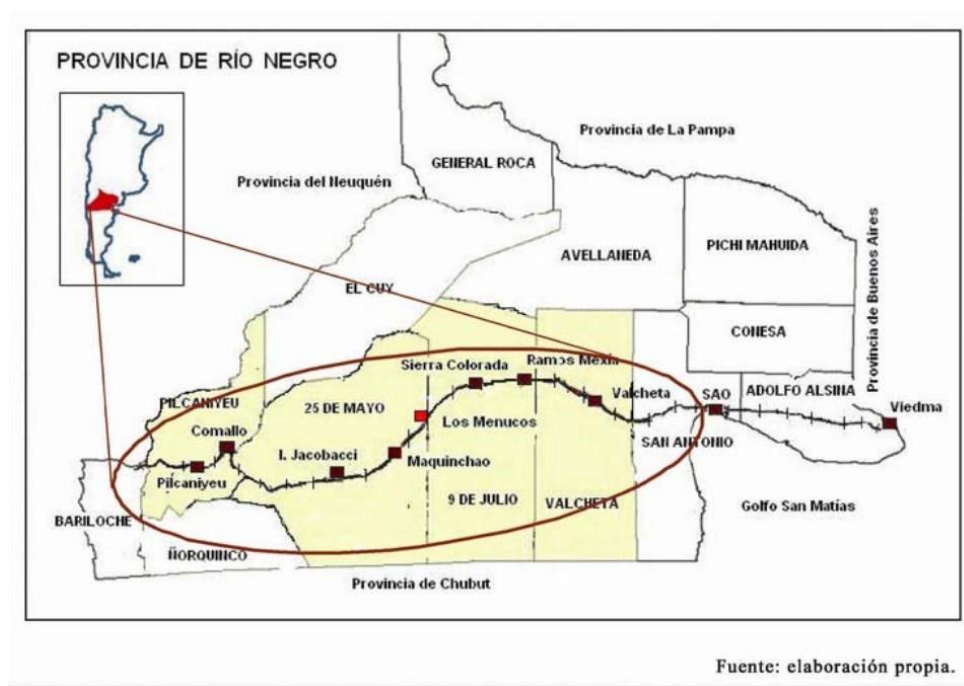 PROVINCIA DE RÍO NEGRO
Provincia de La Pampa
GENERAL ROCA
Provincia del Neuquén
Provincia de Buenos Aires
PICHI MAHUIDA
AVELLANEDA
EL CUY
CONESA
Sierra Colorada
Ramos Mexia
PILCANIYEU
25 DE MAYO
Valcheta
SAO
ADOLFO ALSINA
Viedma
Comallo
Los Menucos
SAN ANTONIO
I. Jacobacci
Maquinchao
Pilcaniyeu
9 DE JULIO
VALCHETA
Golfo San Matías
BARILOCHE
ÑORQUINCO
Provincia de Chubut
Fuente: elaboración propia.